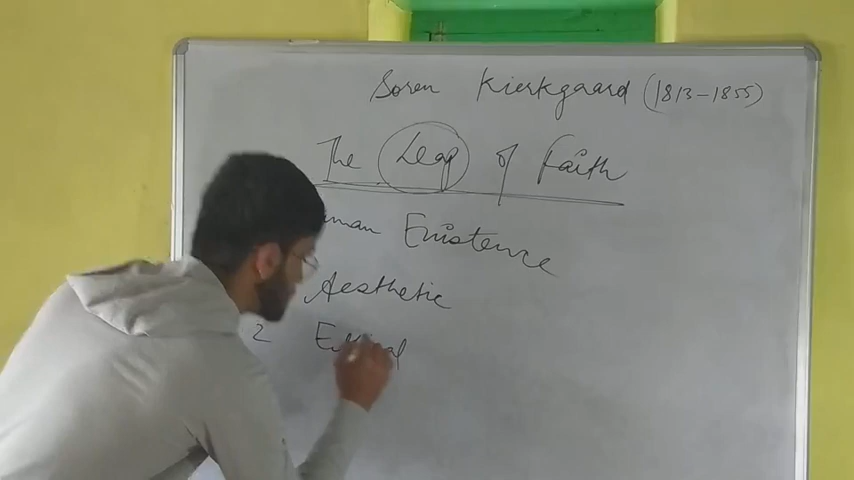 Soren Kierkgaard (1813-1855)
The Leap of Faith
Existence
Aesthetic
2